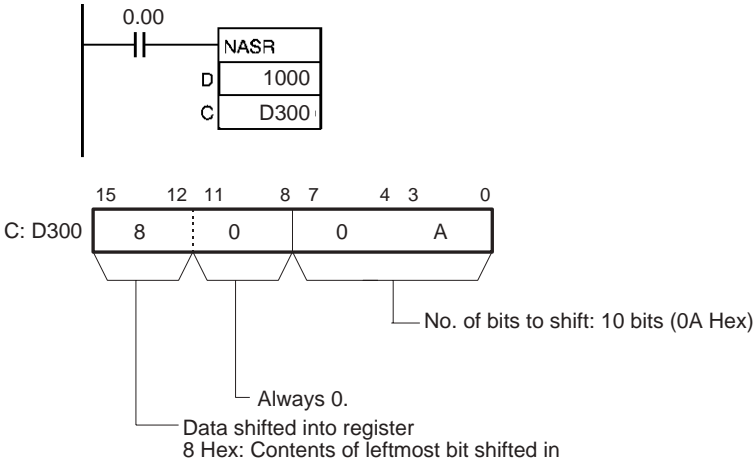 0.00
NASR
D 1000
C D300
15 12 11 8 7 4 3 0
C: D300 8 0 0 A
No. of bits to shift: 10 bits (0A Hex)
Always 0.
Data shifted into register
8 Hex: Contents of leftmost bit shifted in